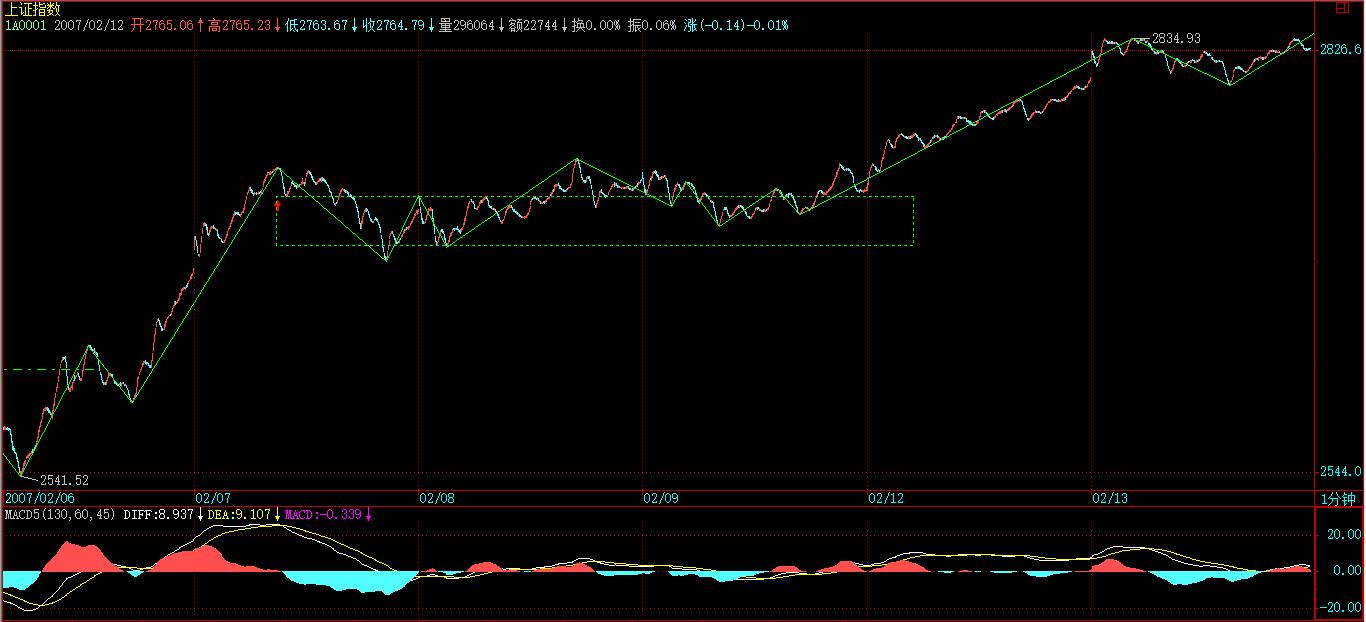 上证指数
1A0001 2007/02/12 开2765.06↑高2765.23↓低2763.67↓收2764.79↓量296064↓额22744↓换0.00% 振0.06% 涨(-0.14)-0.01%
2834.93
2826.6
2544.0
2541.52
2007/02/06 02/07 02/08 02/09 02/12 02/13 1分钟
MACD5(130,60,45) DIFF:8.937↓DEA:9.107↓MACD:-0.339↓
20.00
0.00
-20.00